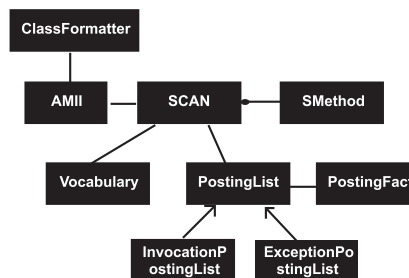 ClassFormatter
AMII
SCAN
SMethod
Vocabulary
PostingList
PostingFact
InvocationP
ostingList
ExceptionPo
stingList